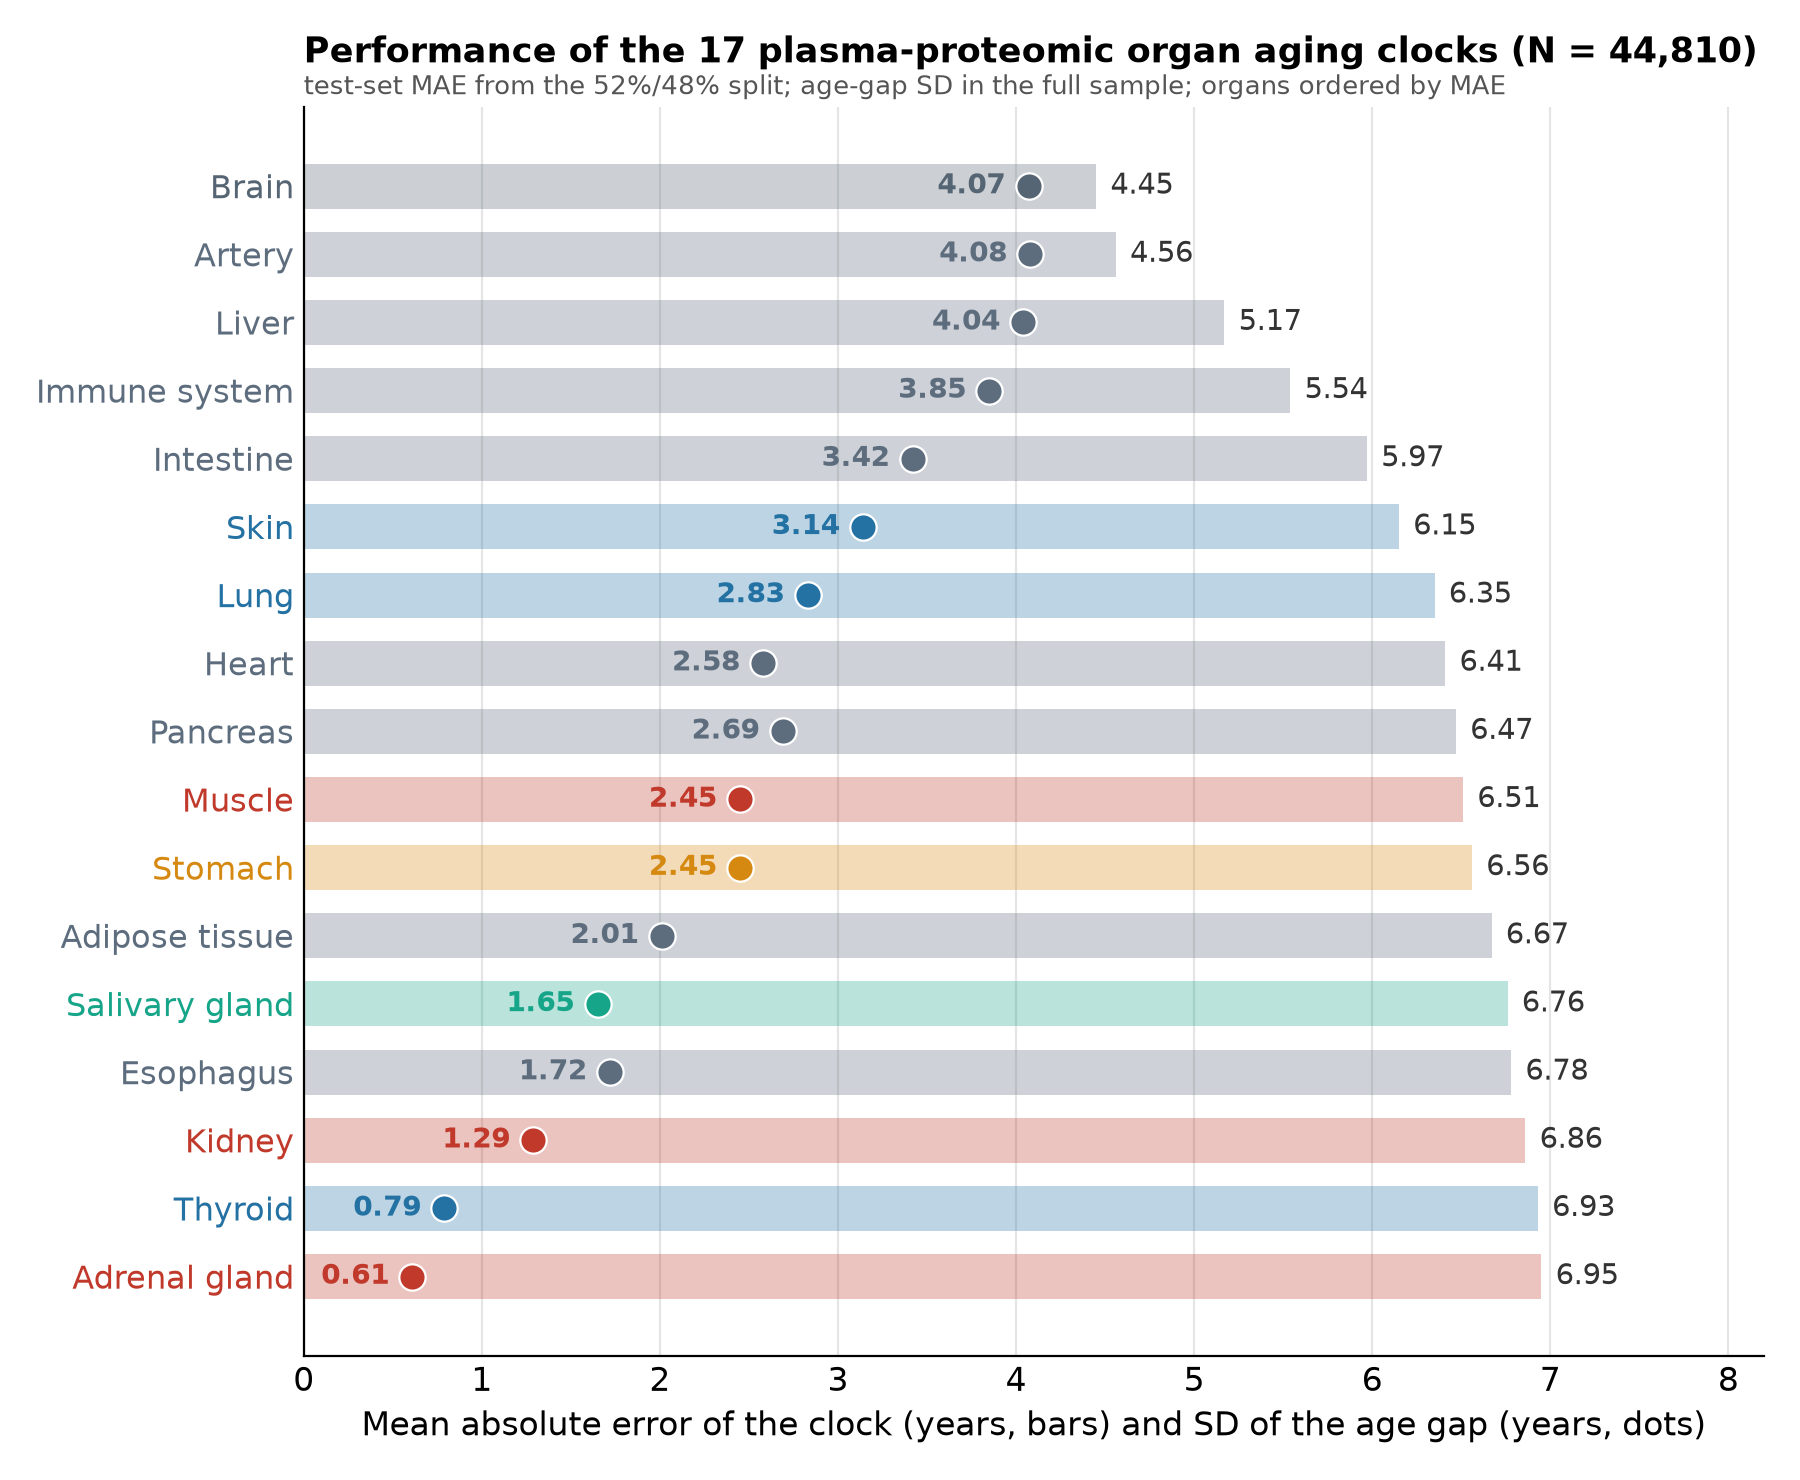 Performance of the 17 plasma-proteomic organ aging clocks (N = 44,810)
test-set MAE from the 52%/48% split; age-gap SD in the full sample; organs ordered by MAE
Brain 4.07 4.45
Artery 4.08 4.56
Liver 4.04 5.17
Immune system 3.85 5.54
Intestine 3.42 5.97
Skin 3.14 6.15
Lung 2.83 6.35
Heart 2.58 6.41
Pancreas 2.69 6.47
Muscle 2.45 6.51
Stomach 2.45 6.56
Adipose tissue 2.01 6.67
Salivary gland 1.65 6.76
Esophagus 1.72 6.78
Kidney 1.29 6.86
Thyroid 0.79 6.93
Adrenal gland 0.61 6.95
0 1 2 3 4 5 6 7 8
Mean absolute error of the clock (years, bars) and SD of the age gap (years, dots)